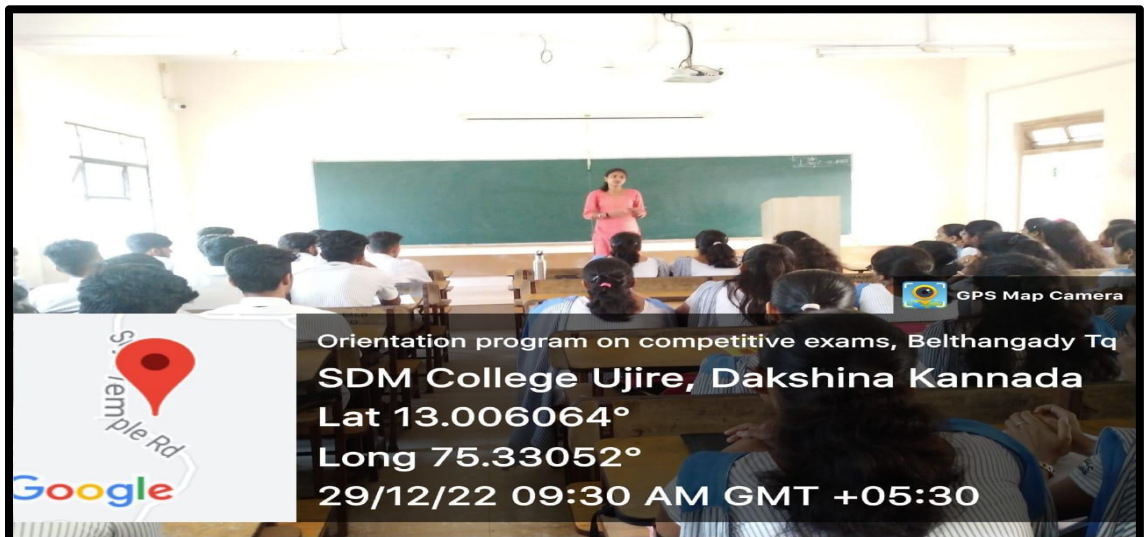 GPS Map Camera
Orientation program on competitive exams, Belthangady Tq
SDM College Ujire, Dakshina Kannada
Lat 13.006064°
Long 75.33052°
29/12/22 09:30 AM GMT +05:30
Temple Rd
Google